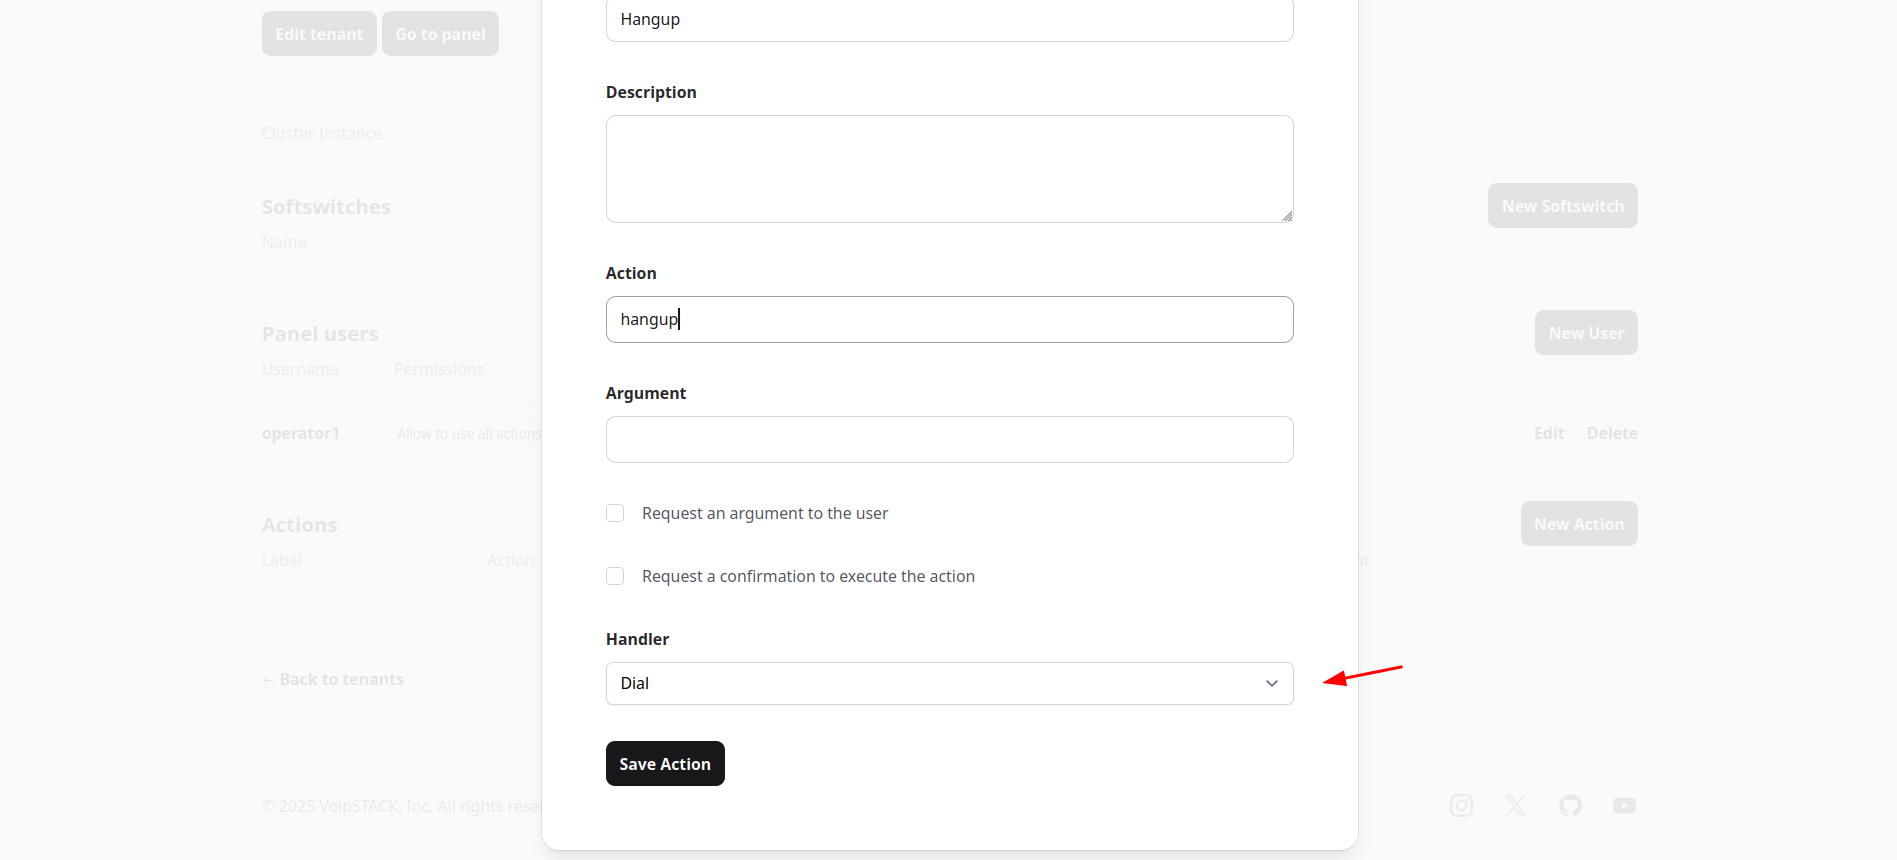 Hangup
Edit tenant Go to panel
Description
Cluster Instance
Softswitches New Softswitch
Name
Action
hangup
Panel users New User
Username Permissions
Argument
operator1 Allow to use all actions Edit Delete
Request an argument to the user
Actions New Action
Label Action
Request a confirmation to execute the action
Handler
← Back to tenants
Dial
Save Action
© 2025 VoipSTACK, Inc. All rights